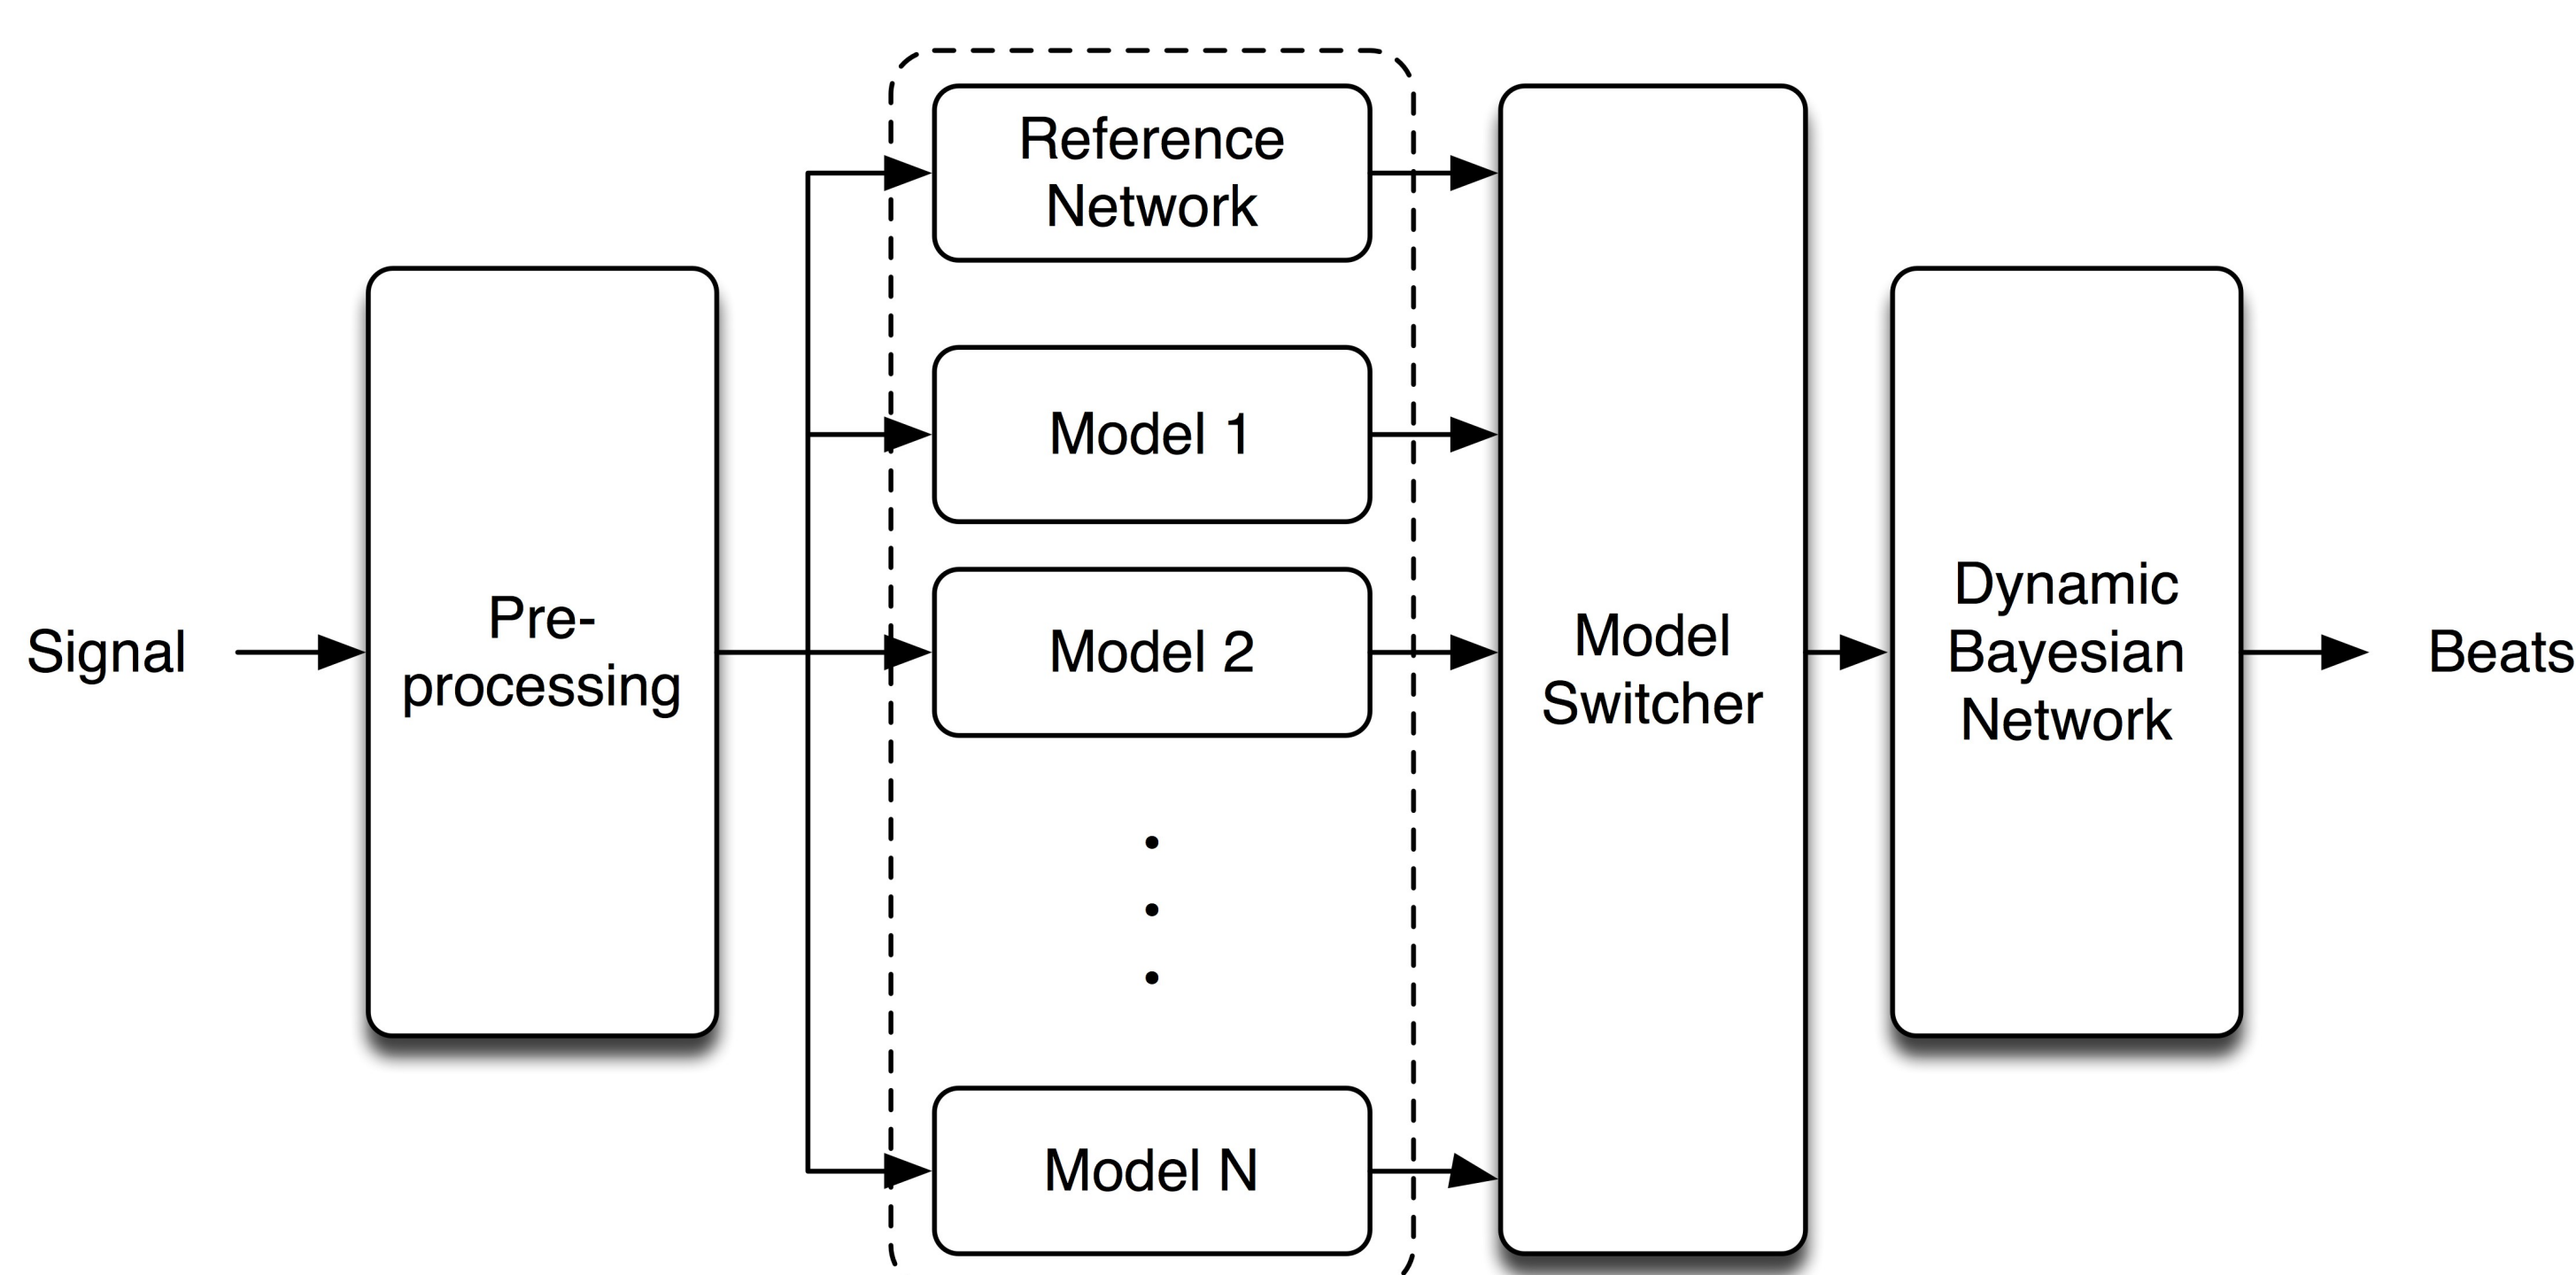 Signal
Pre-
processing
Reference
Network
Model 1
Model 2
Model N
Model
Switcher
Dynamic
Bayesian
Network
Beats